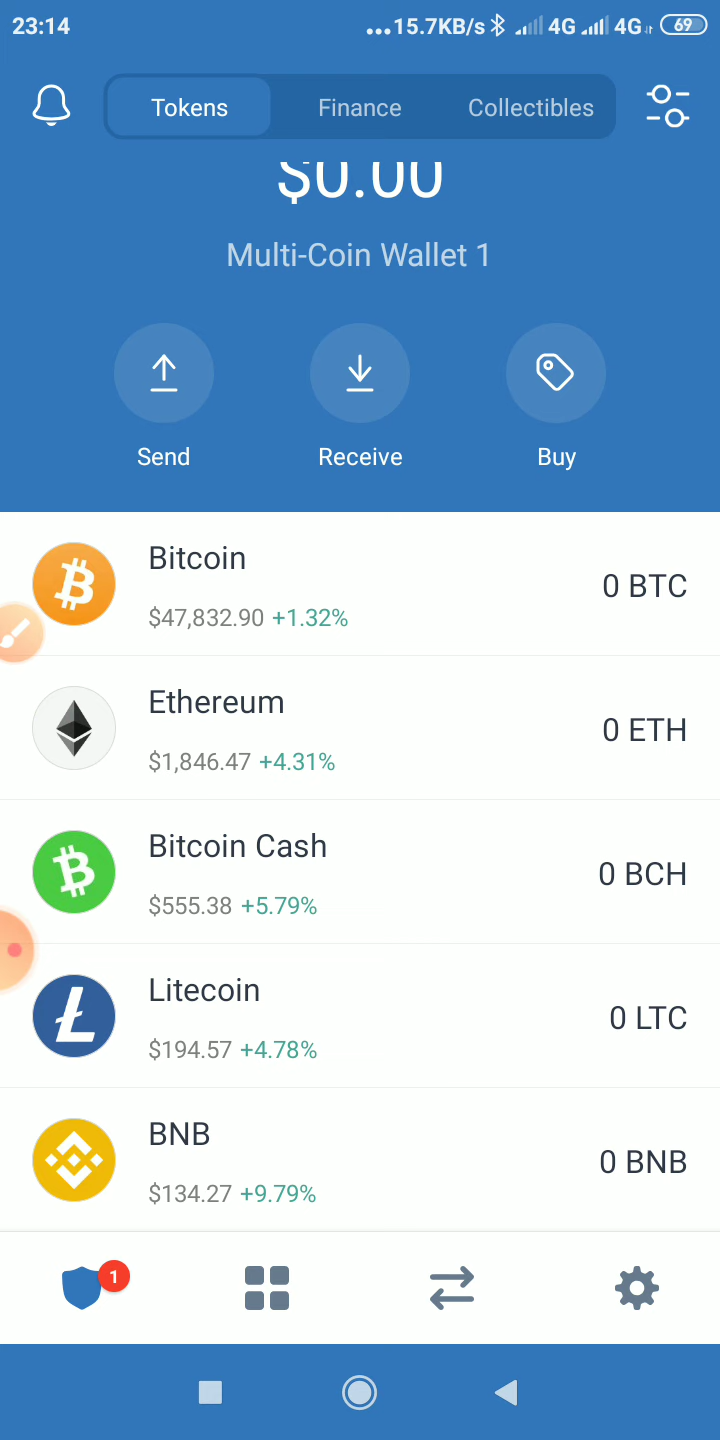 23:14
...15.7KB/s 4G 4G 69
Tokens Finance Collectibles
$0.00
Multi-Coin Wallet 1
Send Receive Buy
Bitcoin
0 BTC
$47,832.90 +1.32%
Ethereum
0 ETH
$1,846.47 +4.31%
Bitcoin Cash
0 BCH
$555.38 +5.79%
Litecoin
0 LTC
$194.57 +4.78%
BNB
0 BNB
$134.27 +9.79%
1